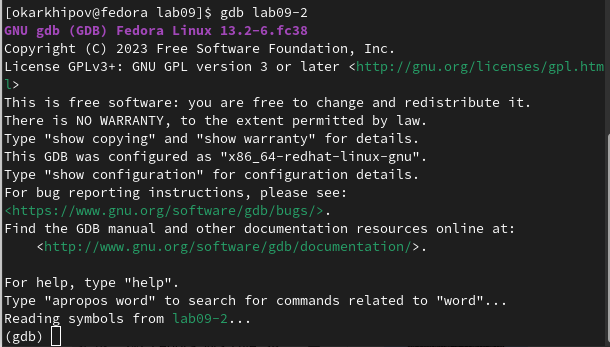 [okarkhipov@fedora lab09]$ gdb lab09-2
GNU gdb (GDB) Fedora Linux 13.2-6.fc38
Copyright (C) 2023 Free Software Foundation, Inc.
License GPLv3+: GNU GPL version 3 or later <http://gnu.org/licenses/gpl.htm
l>
This is free software: you are free to change and redistribute it.
There is NO WARRANTY, to the extent permitted by law.
Type "show copying" and "show warranty" for details.
This GDB was configured as "x86_64-redhat-linux-gnu".
Type "show configuration" for configuration details.
For bug reporting instructions, please see:
<https://www.gnu.org/software/gdb/bugs/>.
Find the GDB manual and other documentation resources online at:
    <http://www.gnu.org/software/gdb/documentation/>.

For help, type "help".
Type "apropos word" to search for commands related to "word"...
Reading symbols from lab09-2...
(gdb)